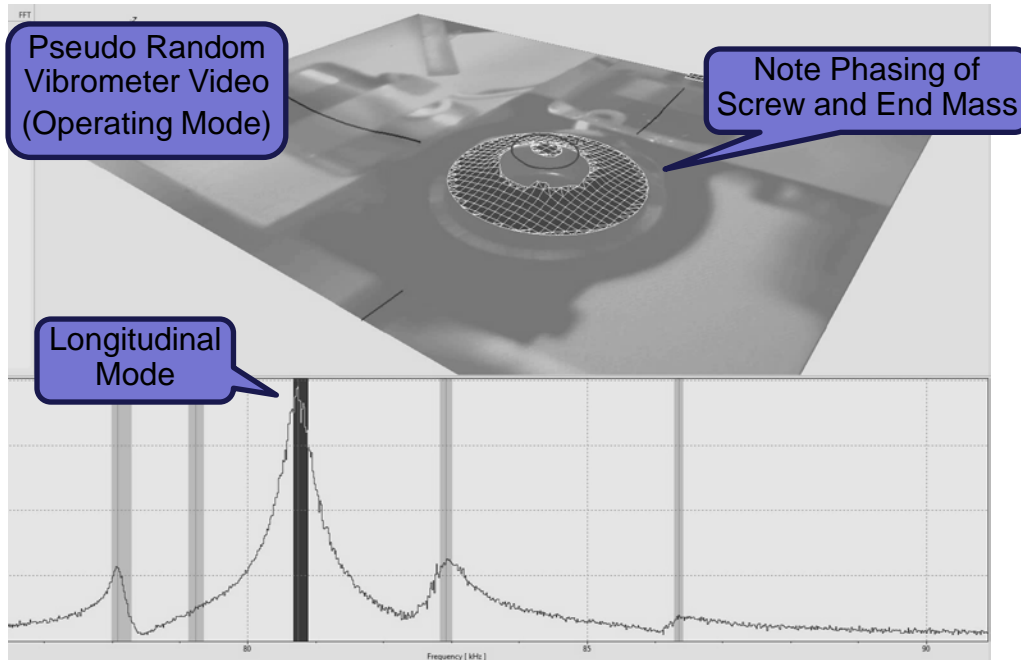 FFT
Pseudo Random
Vibrometer Video
(Operating Mode)
Note Phasing of
Screw and End Mass
Longitudinal
Mode
80
85
90
Frequency [ kHz ]